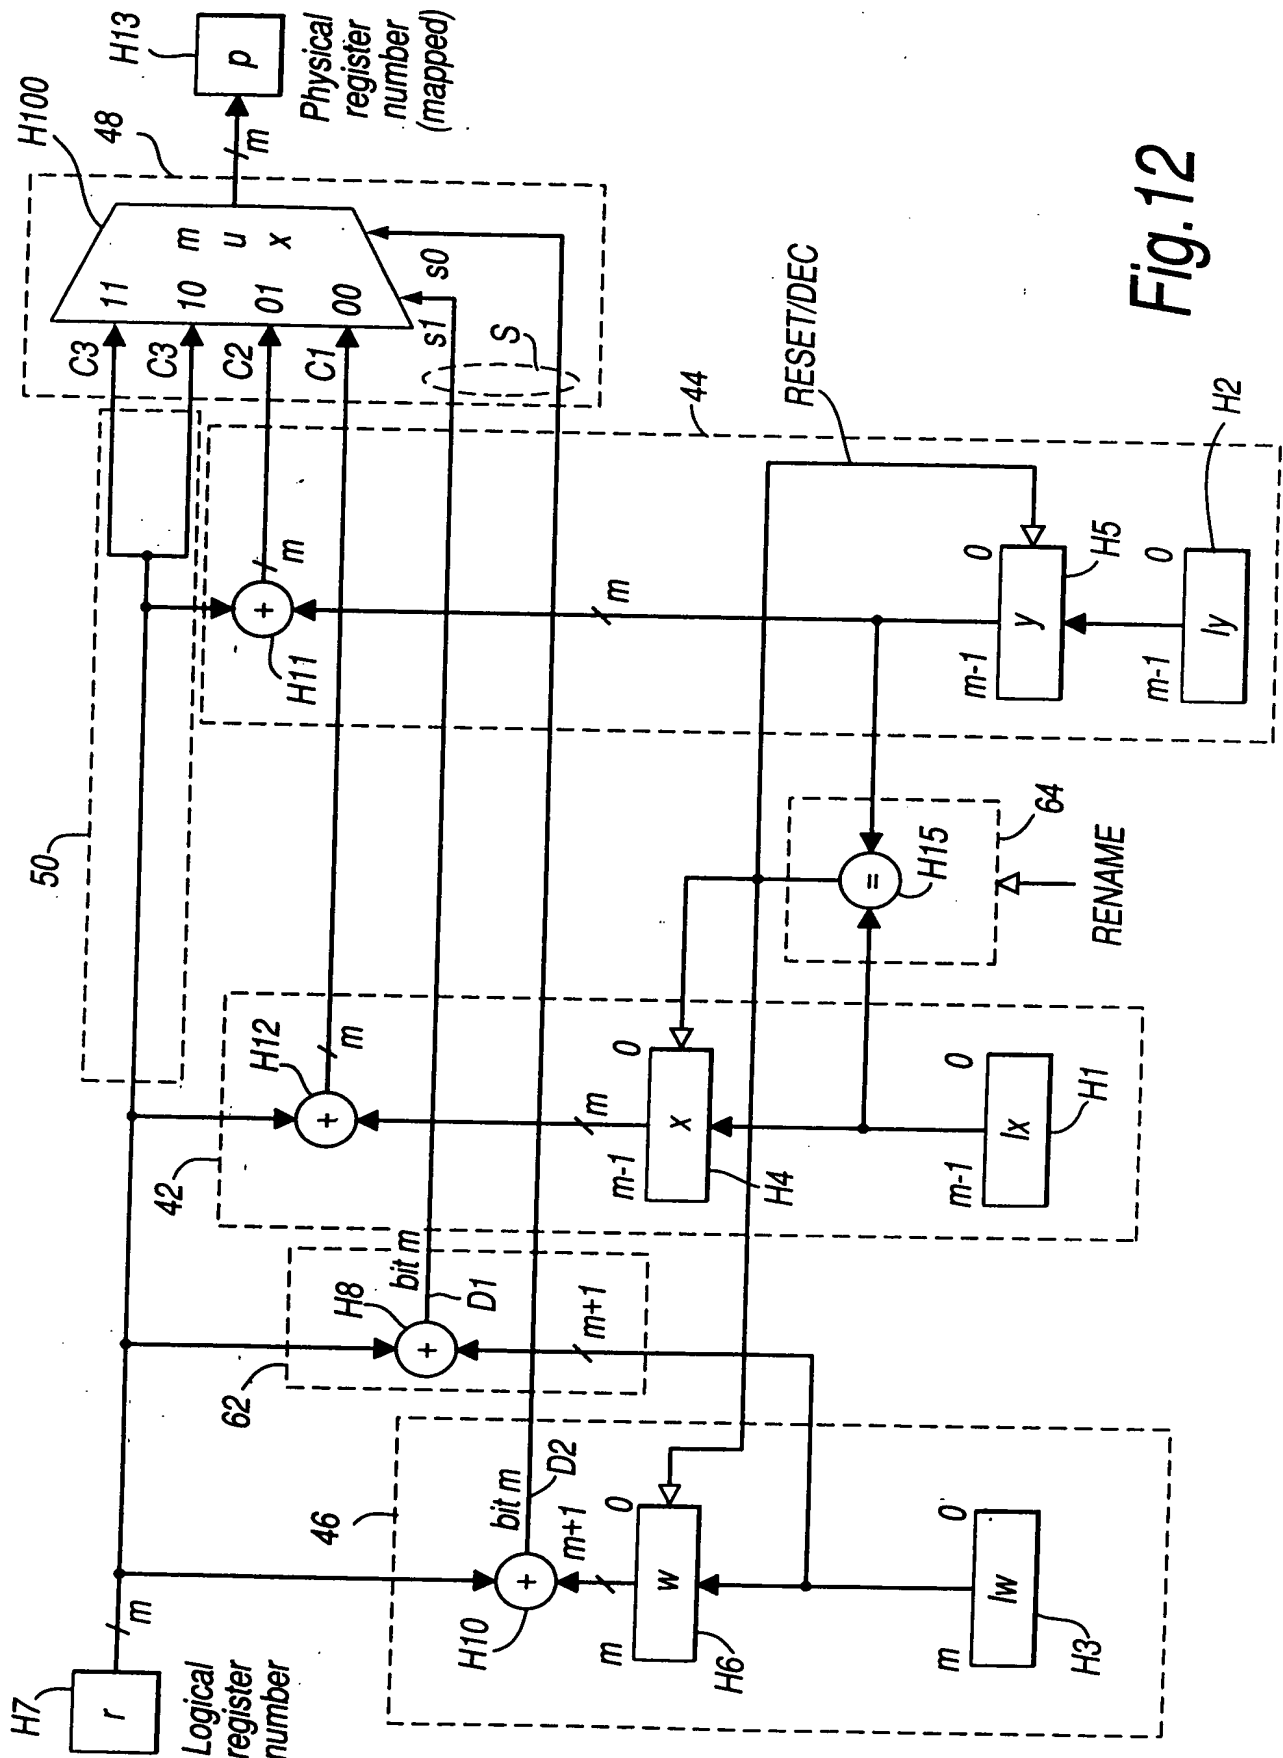 H7
r
m
Logical
register
number
50
H13
p
Physical
register
number
(mapped)
H100
48
m
m
u
x
11
10
01
00
C3
C3
C2
C1
s1
s0
S
46
H10
+
bit m
D2
m+1
m
w
0
H6
m
Iw
0
H3
62
H8
+
bit m
D1
m+1
42
H12
+
m
m
m-1
x
0
H4
m-1
Ix
0
H1
=
H15
64
RENAME
44
RESET/DEC
H11
+
m
m
m-1
y
0
H5
m-1
Iy
0
H2
Fig.12